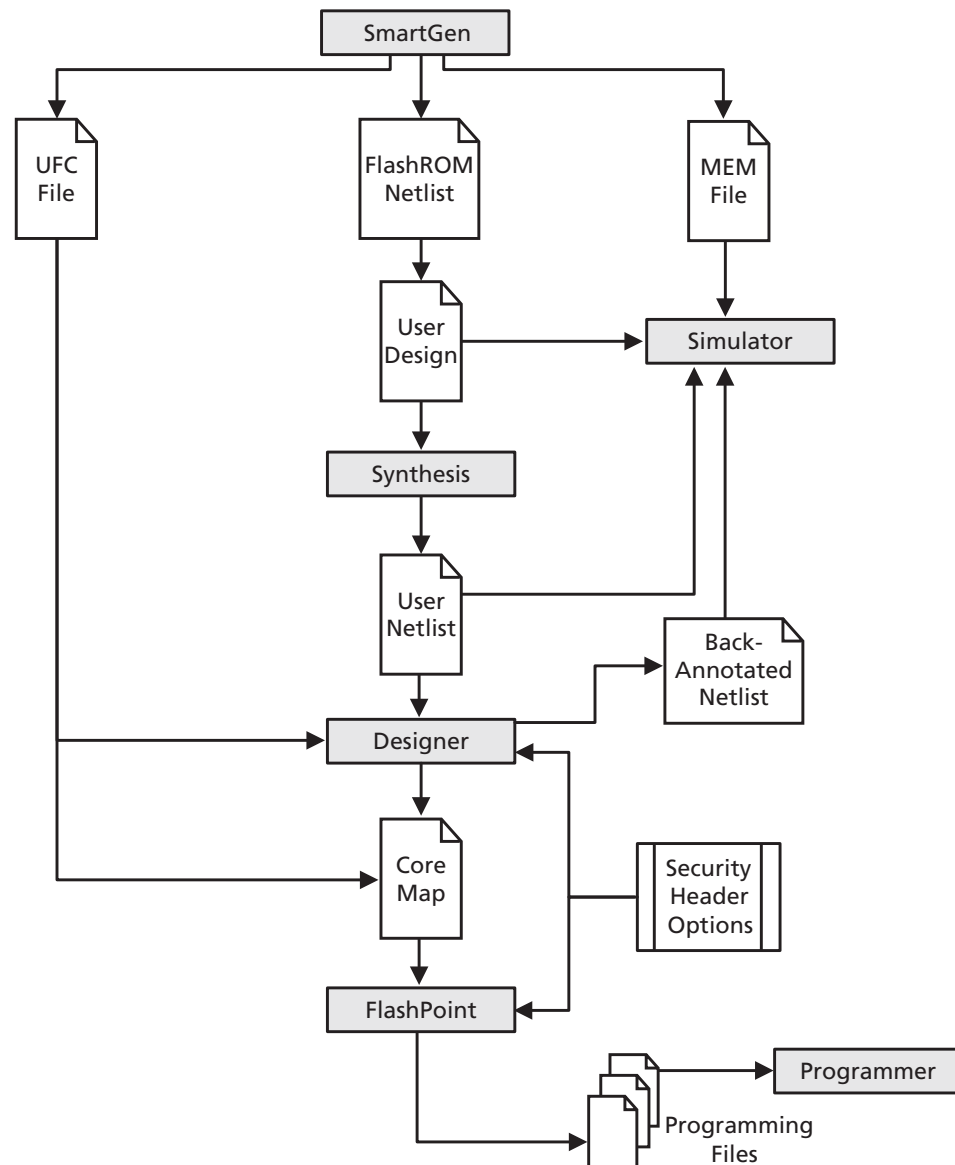 SmartGen
UFC
File
FlashROM
Netlist
MEM
File
User
Design
Simulator
Synthesis
User
Netlist
Back-
Annotated
Netlist
Designer
Core
Map
Security
Header
Options
FlashPoint
Programmer
Programming
Files